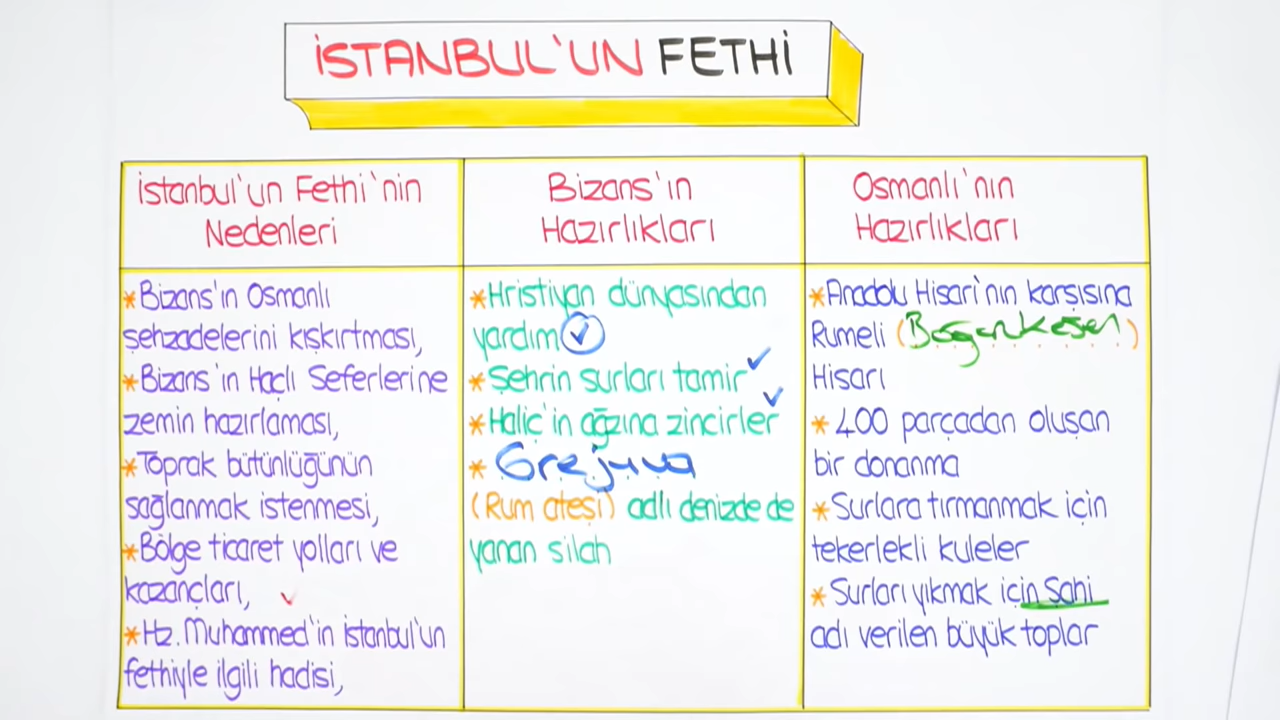 İSTANBUL'UN FETHİ
İstanbul'un Fethi'nin
Nedenleri
*Bizans'ın Osmanlı
şehzadelerini kışkırtması,
*Bizans'ın Haçlı Seferlerine
zemin hazırlaması,
*Toprak bütünlüğünün
sağlanmak istenmesi,
*Bölge ticaret yolları ve
kazançları,
*Hz. Muhammed'in İstanbul'un
fethiyle ilgili hadisi,
Bizans'ın
Hazırlıkları
*Hristiyan dünyasından
yardım
*Şehrin surları tamir
*Haliç'in ağzına zincirler
* Grejuva
(Rum ateşi) adlı denizde de
yanan silah
Osmanlı'nın
Hazırlıkları
*Anadolu Hisarı'nın karşısına
Rumeli (Boğazkesen)
Hisarı
* 400 parçadan oluşan
bir donanma
*Surlara tırmanmak için
tekerlekli kuleler
*Surları yıkmak için Şahi
adı verilen büyük toplar